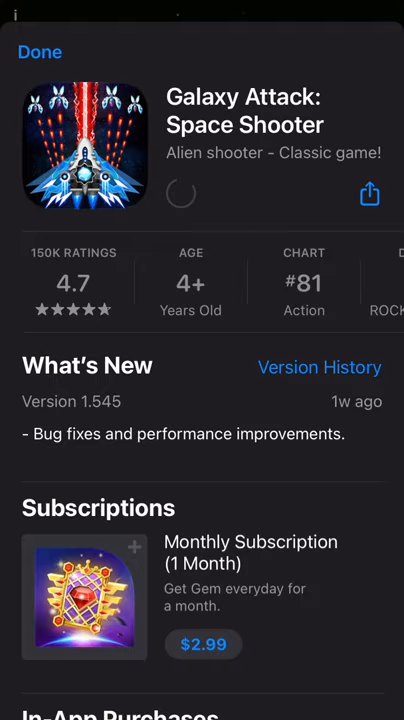 Done
Galaxy Attack:
Space Shooter
Alien shooter - Classic game!
150K RATINGS
AGE
CHART
4.7
4+
#81
Years Old
Action
ROCK
What's New
Version History
Version 1.545
1w ago
- Bug fixes and performance improvements.
Subscriptions
Monthly Subscription
(1 Month)
Get Gem everyday for
a month.
$2.99
In-App Purchases